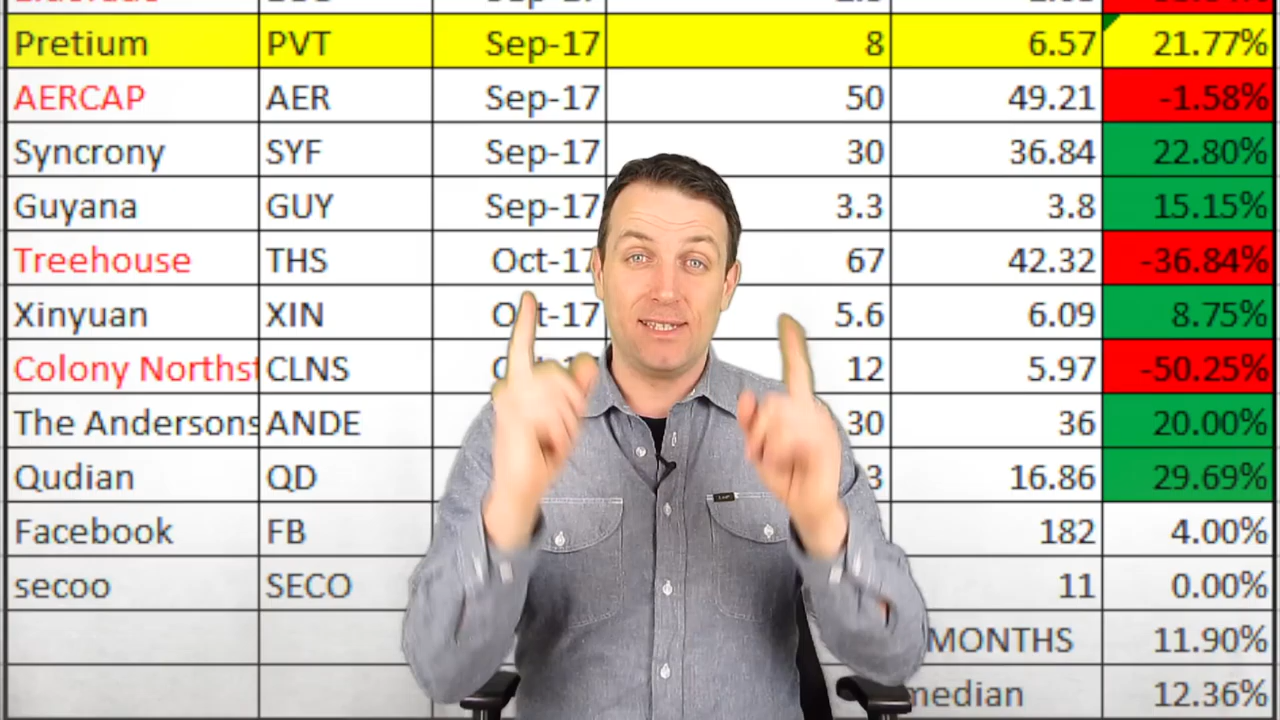 Pretium PVT Sep-17 8 6.57 21.77%
AERCAP AER Sep-17 50 49.21 -1.58%
Syncrony SYF Sep-17 30 36.84 22.80%
Guyana GUY Sep-17 3.3 3.8 15.15%
Treehouse THS Oct-17 67 42.32 -36.84%
Xinyuan XIN Oct-17 5.6 6.09 8.75%
Colony Northst CLNS 12 5.97 -50.25%
The Andersons ANDE 30 36 20.00%
Qudian QD 3 16.86 29.69%
Facebook FB 182 4.00%
secoo SECO 11 0.00%
MONTHS 11.90%
median 12.36%